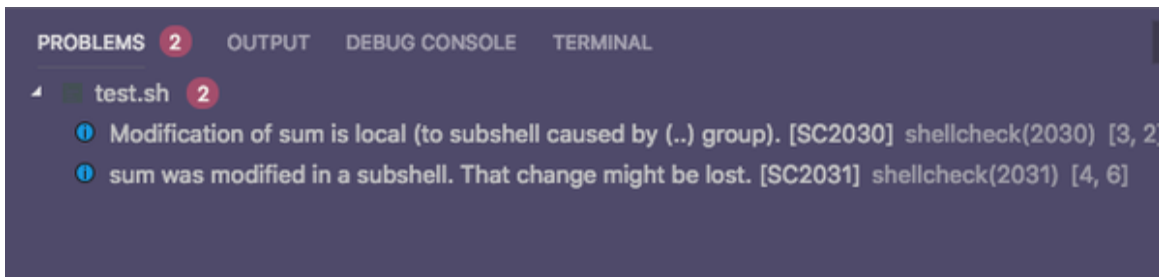 PROBLEMS 2 OUTPUT DEBUG CONSOLE TERMINAL
test.sh 2
Modification of sum is local (to subshell caused by (..) group). [SC2030] shellcheck(2030) [3, 2]
sum was modified in a subshell. That change might be lost. [SC2031] shellcheck(2031) [4, 6]